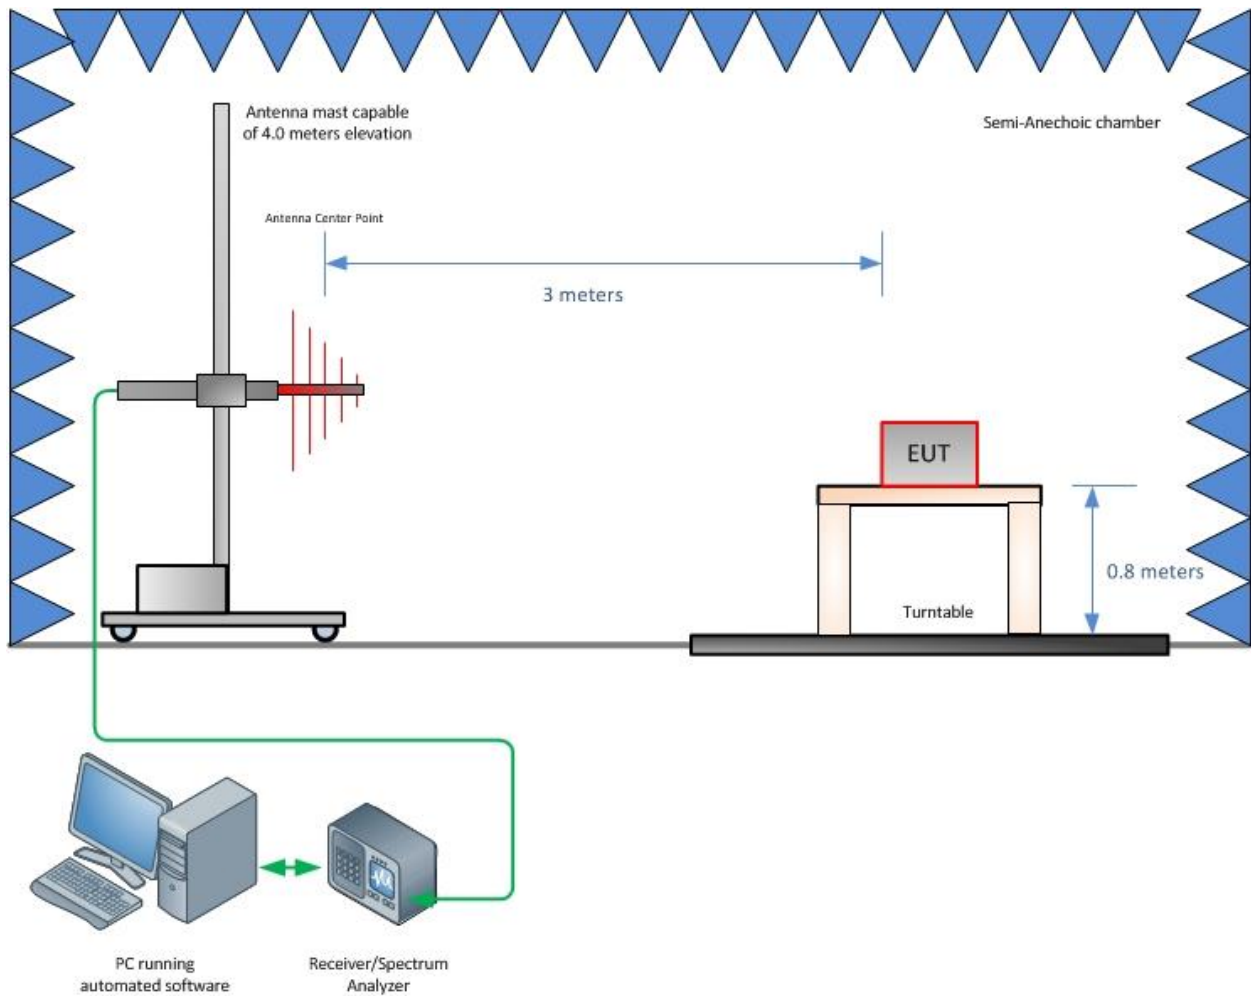 Antenna mast capable
of 4.0 meters elevation
Semi-Anechoic chamber
Antenna Center Point
3 meters
EUT
0.8 meters
Turntable
PC running
automated software
Receiver/Spectrum
Analyzer